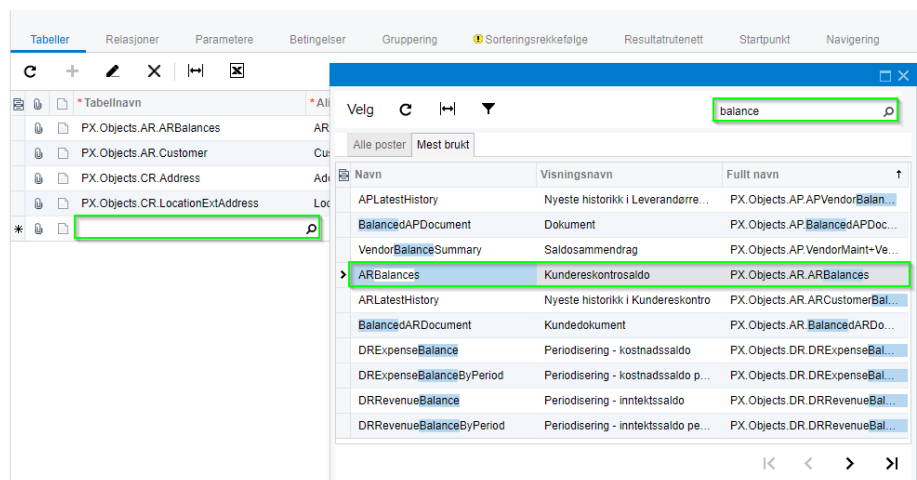 Tabeller Relasjoner Parametere Betingelser Gruppering Sorteringsrekkefølge Resultatrutenett Startpunkt Navigering
* Tabellnavn * Ali
PX.Objects.AR.ARBalances AR
PX.Objects.AR.Customer Cu
PX.Objects.CR.Address Ad
PX.Objects.CR.LocationExtAddress Loc
Velg balance
Alle poster Mest brukt
Navn Visningsnavn Fullt navn
APLatestHistory Nyeste historikk i Leverandørre... PX.Objects.AP.APVendorBalan...
BalancedAPDocument Dokument PX.Objects.AP.BalancedAPDoc...
VendorBalanceSummary Saldosammendrag PX.Objects.AP.VendorMaint+Ve...
ARBalances Kundereskontrosaldo PX.Objects.AR.ARBalances
ARLatestHistory Nyeste historikk i Kundereskontro PX.Objects.AR.ARCustomerBal...
BalancedARDocument Kundedokument PX.Objects.AR.BalancedARDo...
DRExpenseBalance Periodisering - kostnadssaldo PX.Objects.DR.DRExpenseBal...
DRExpenseBalanceByPeriod Periodisering - kostnadssaldo p... PX.Objects.DR.DRExpenseBal...
DRRevenueBalance Periodisering - inntektssaldo PX.Objects.DR.DRRevenueBal...
DRRevenueBalanceByPeriod Periodisering - inntektssaldo pe... PX.Objects.DR.DRRevenueBal...